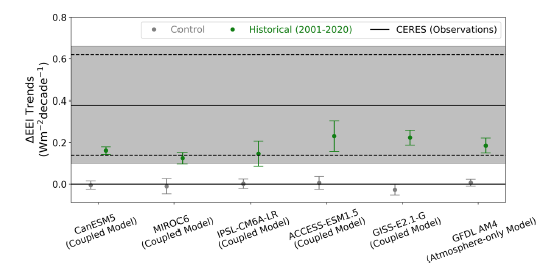 0.8
0.6
0.4
0.2
0.0
ΔEEI Trends
(Wm⁻²decade⁻¹)
Control
Historical (2001-2020)
CERES (Observations)
CanESM5
(Coupled Model)
MIROC6
(Coupled Model)
IPSL-CM6A-LR
(Coupled Model)
ACCESS-ESM1.5
(Coupled Model)
GISS-E2.1-G
(Coupled Model)
GFDL AM4
(Atmosphere-only Model)